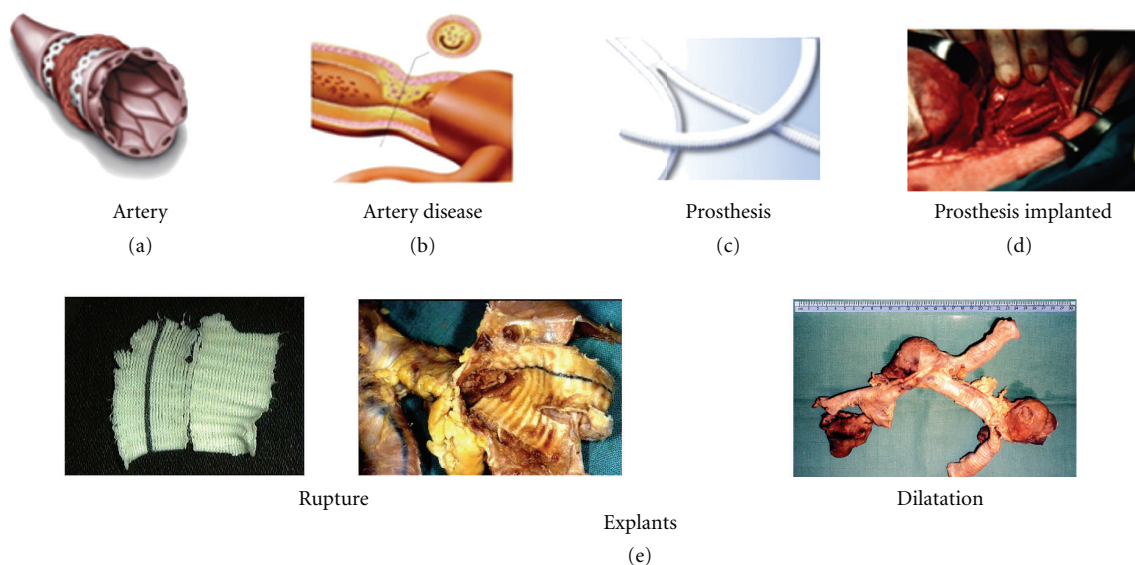 Artery
(a)
Artery disease
(b)
Prosthesis
(c)
Prosthesis implanted
(d)
Rupture
Dilatation
Explants
(e)